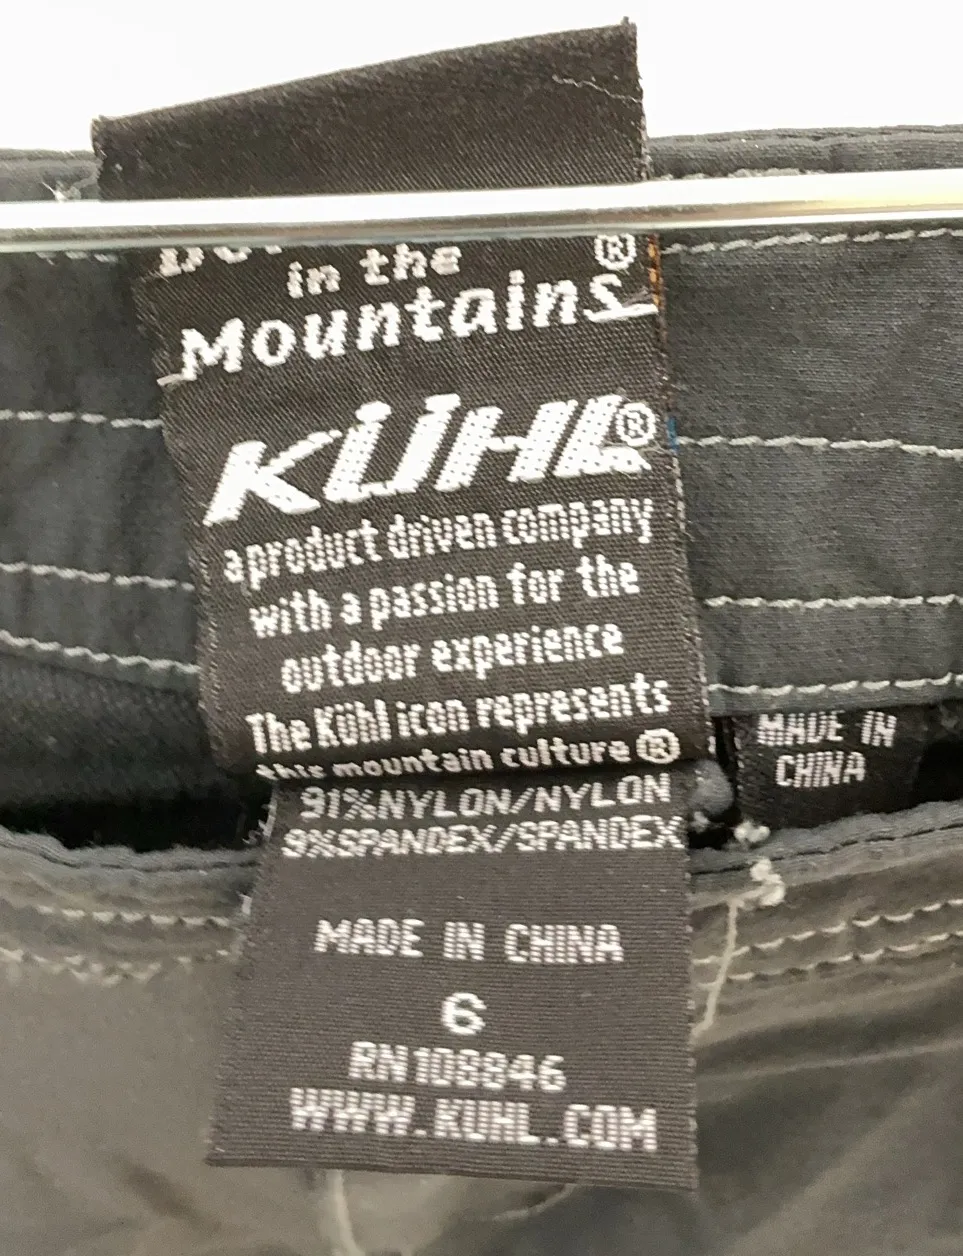 in the ®
Mountains
KÜHL®
a product driven company
with a passion for the
outdoor experience
The Kühl icon represents
this mountain culture ®
91%NYLON/NYLON
9%SPANDEX/SPANDEX
MADE IN CHINA
6
RN108846
WWW.KUHL.COM
MADE IN
CHINA